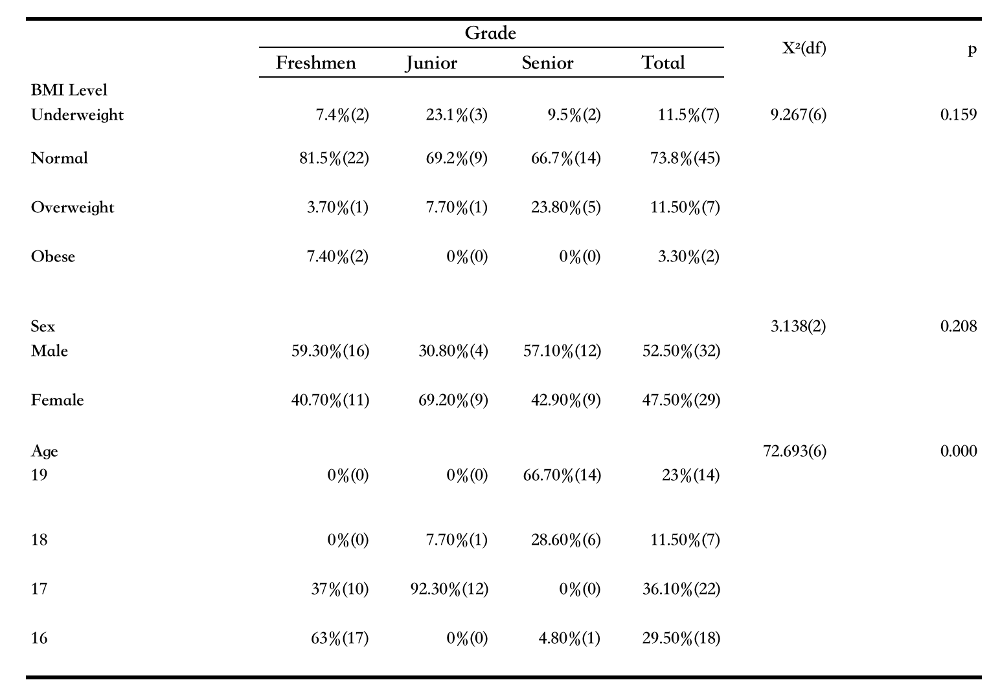 Grade X²(df) p
Freshmen Junior Senior Total
BMI Level
Underweight 7.4%(2) 23.1%(3) 9.5%(2) 11.5%(7) 9.267(6) 0.159
Normal 81.5%(22) 69.2%(9) 66.7%(14) 73.8%(45)
Overweight 3.70%(1) 7.70%(1) 23.80%(5) 11.50%(7)
Obese 7.40%(2) 0%(0) 0%(0) 3.30%(2)
Sex 3.138(2) 0.208
Male 59.30%(16) 30.80%(4) 57.10%(12) 52.50%(32)
Female 40.70%(11) 69.20%(9) 42.90%(9) 47.50%(29)
Age 72.693(6) 0.000
19 0%(0) 0%(0) 66.70%(14) 23%(14)
18 0%(0) 7.70%(1) 28.60%(6) 11.50%(7)
17 37%(10) 92.30%(12) 0%(0) 36.10%(22)
16 63%(17) 0%(0) 4.80%(1) 29.50%(18)